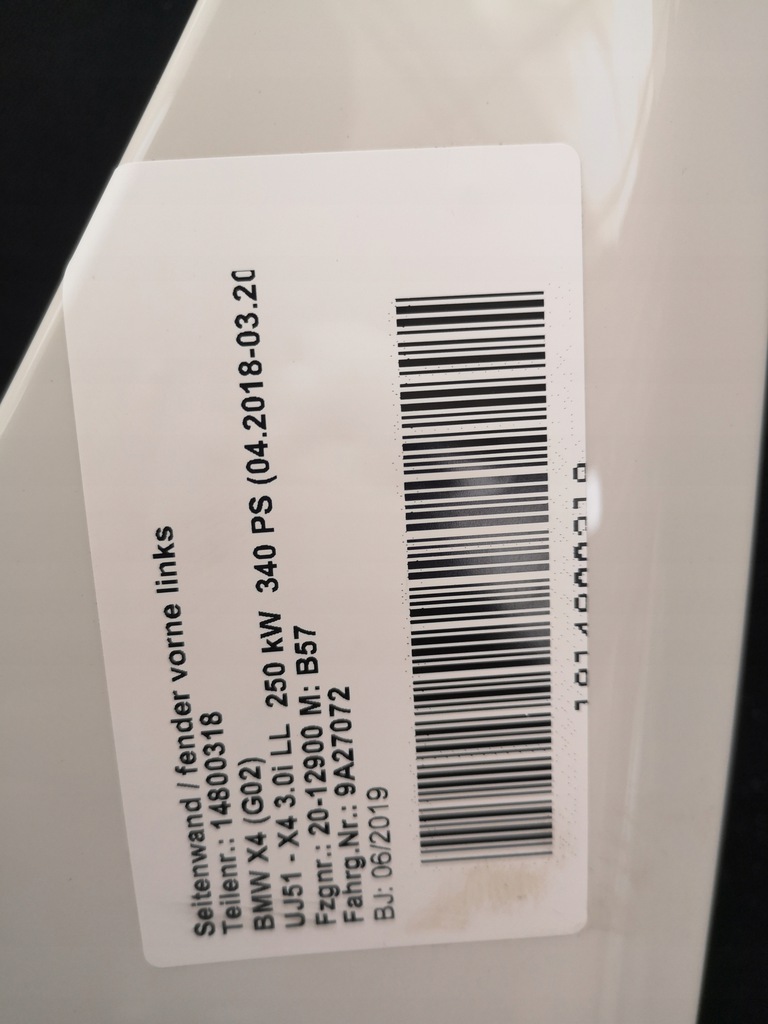 Seitenwand / fender vorne links
Teilenr.: 14800318
BMW X4 (G02)
UJ51 - X4 3.0i LL 250 kW 340 PS (04.2018-03.20
Fzgnr.: 20-12900 M: B57
Fahrg.Nr.: 9A27072
BJ: 06/2019